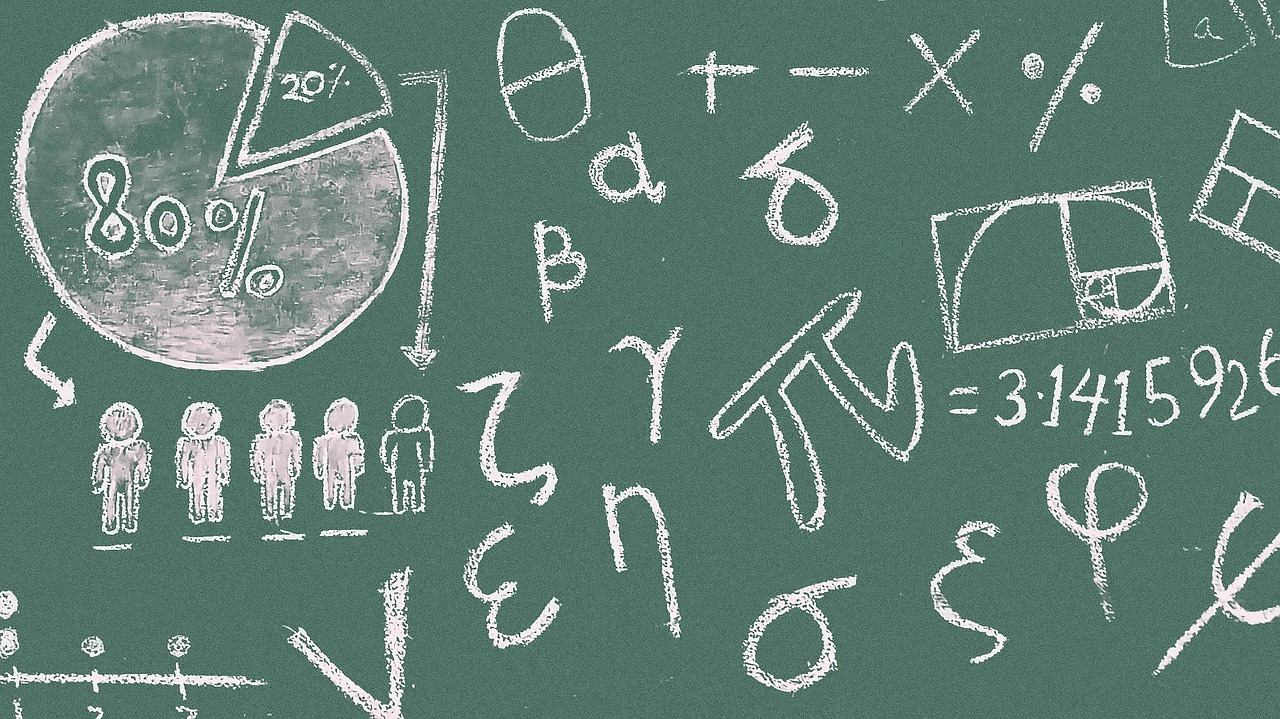 20%
80%
θ + − × %
a
α δ
β
γ
π = 3.1415926
ζ
η
ε
φ
ξ
σ
ψ